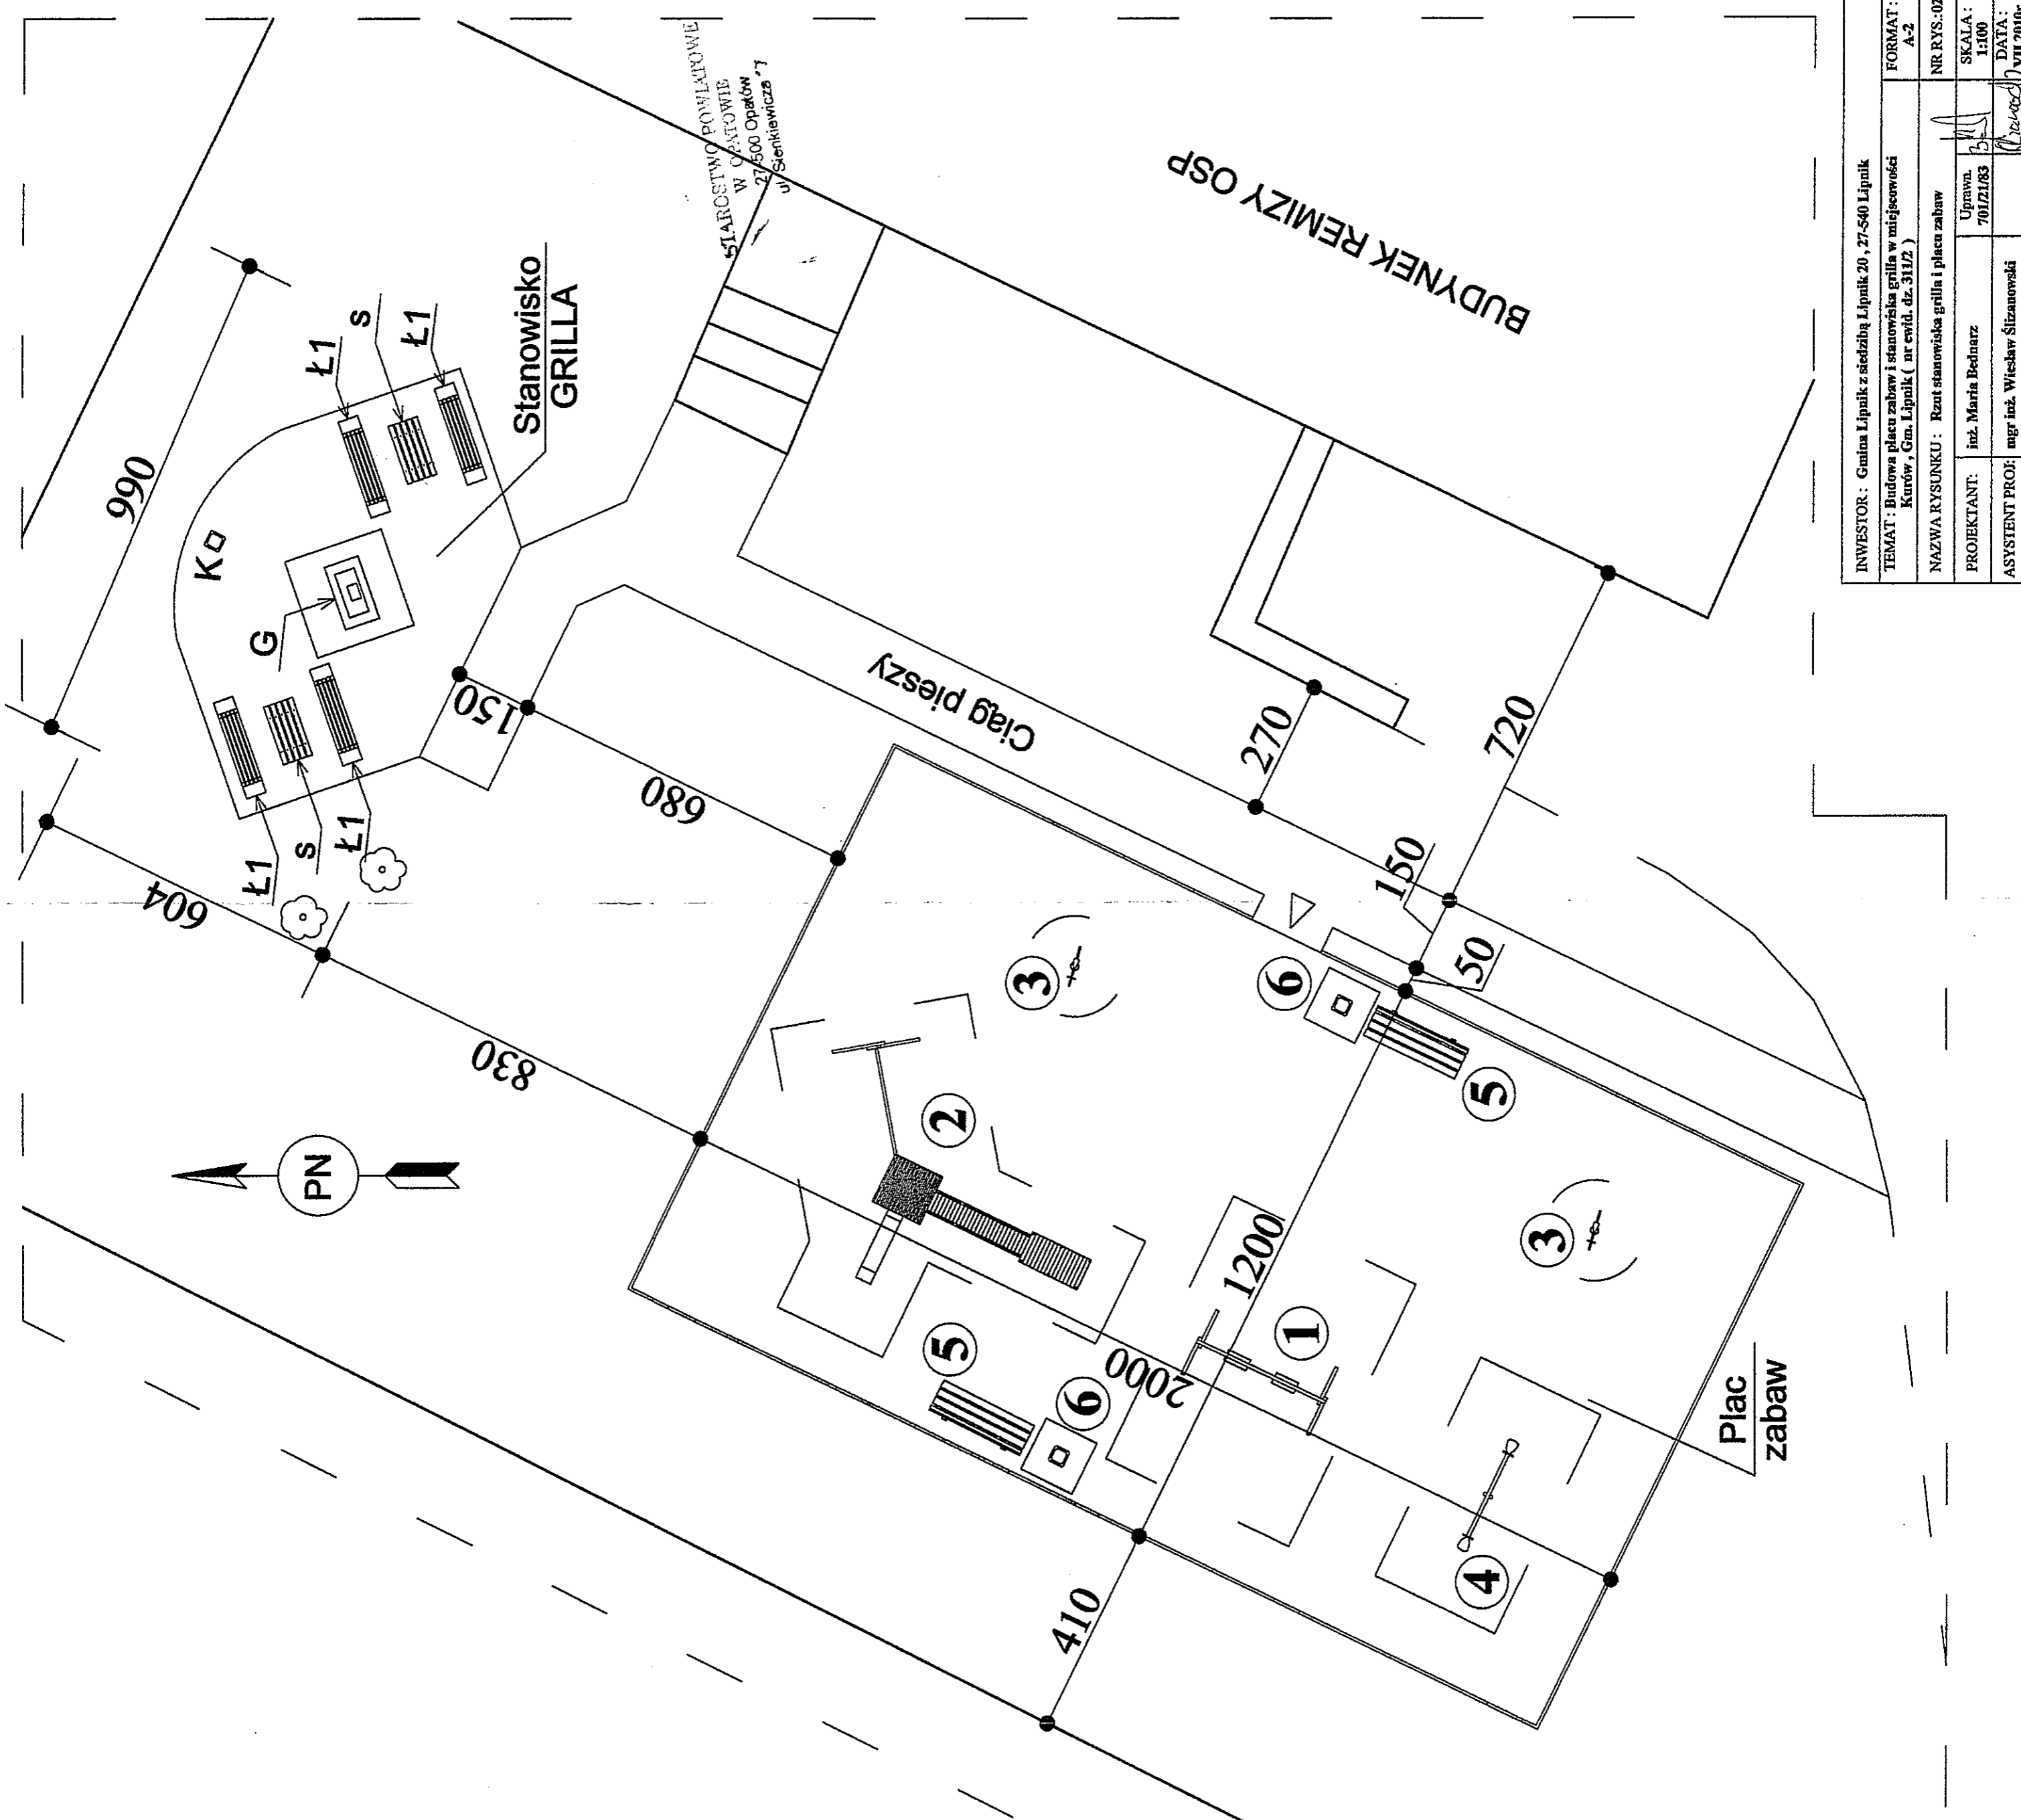 990
Ł1
s
Ł1
K
G
Stanowisko
GRILLA
STAROSTWO POWIATOWE
W OPATOWIE
27-500 Opatów
ul. Sienkiewicza
BUDYNEK REMIZY OSP
604
Ł1
s
Ł1
150
680
Ciąg pieszy
270
720
150
50
830
PN
3
2
6
5
1200
3
5
6
2000
1
410
4
Plac
zabaw
INWESTOR : Gmina Lipnik z siedzibą Lipnik 20 , 27-540 Lipnik
TEMAT : Budowa placu zabaw i stanowiska grilla w miejscowości
Kurów , Gm. Lipnik ( nr ewid. dz. 311/2 )
FORMAT :
A-2
NAZWA RYSUNKU : Rzut stanowiska grilla i placu zabaw
NR RYS.:02
PROJEKTANT: inż. Maria Bednarz
Uprawn.
701/21/83
SKALA :
1:100
ASYSTENT PROJ: mgr inż. Wiesław Ślizanowski
DATA :
VII 2010r